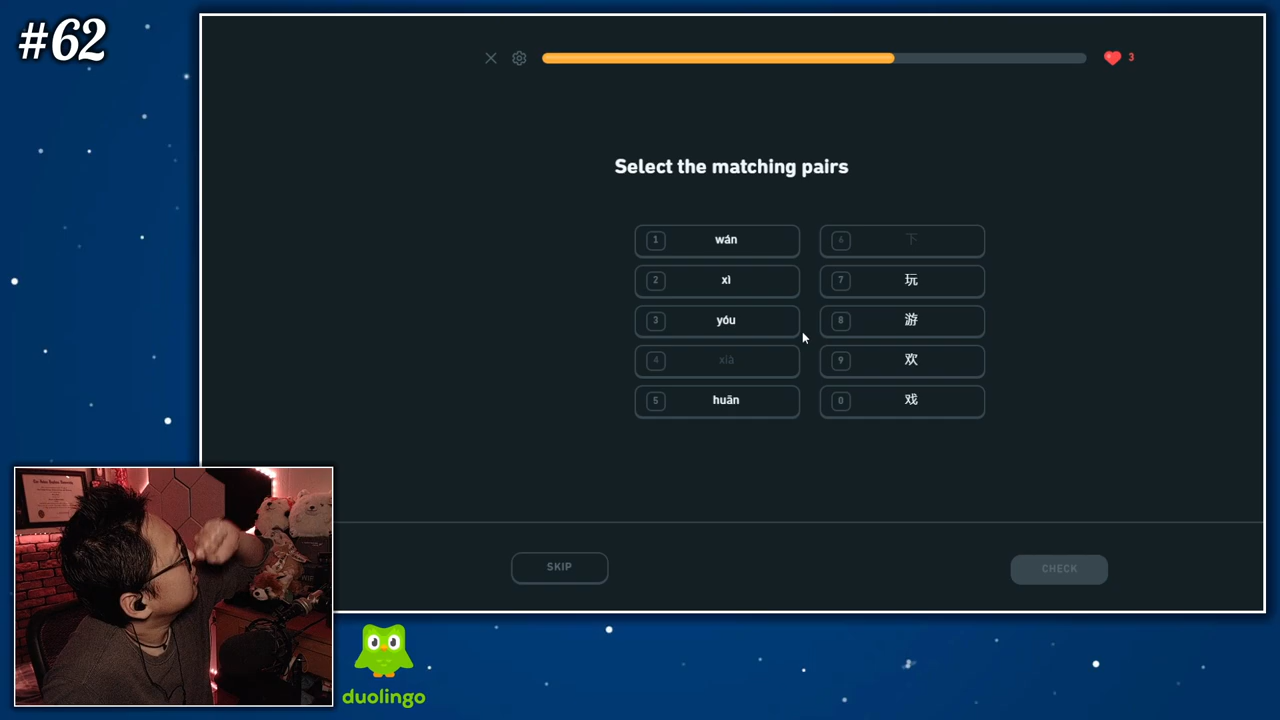 #62
3
Select the matching pairs
1 wán
6 下
2 xì
7 玩
3 yóu
8 游
4 xià
9 欢
5 huān
0 戏
SKIP
CHECK
duolingo